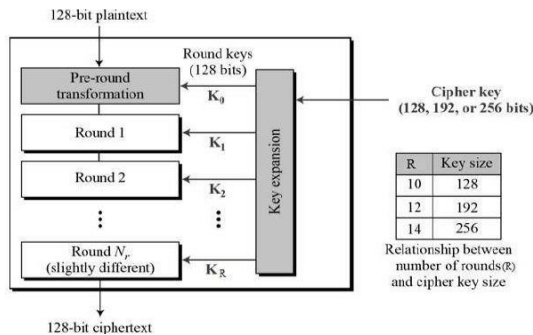 128-bit plaintext
Round keys
(128 bits)
Pre-round
transformation
K0
Cipher key
(128, 192, or 256 bits)
Round 1
K1
Round 2
K2
Key expansion
R Key size
10 128
12 192
14 256
Relationship between
number of rounds(R)
and cipher key size
Round Nr
(slightly different)
KR
128-bit ciphertext